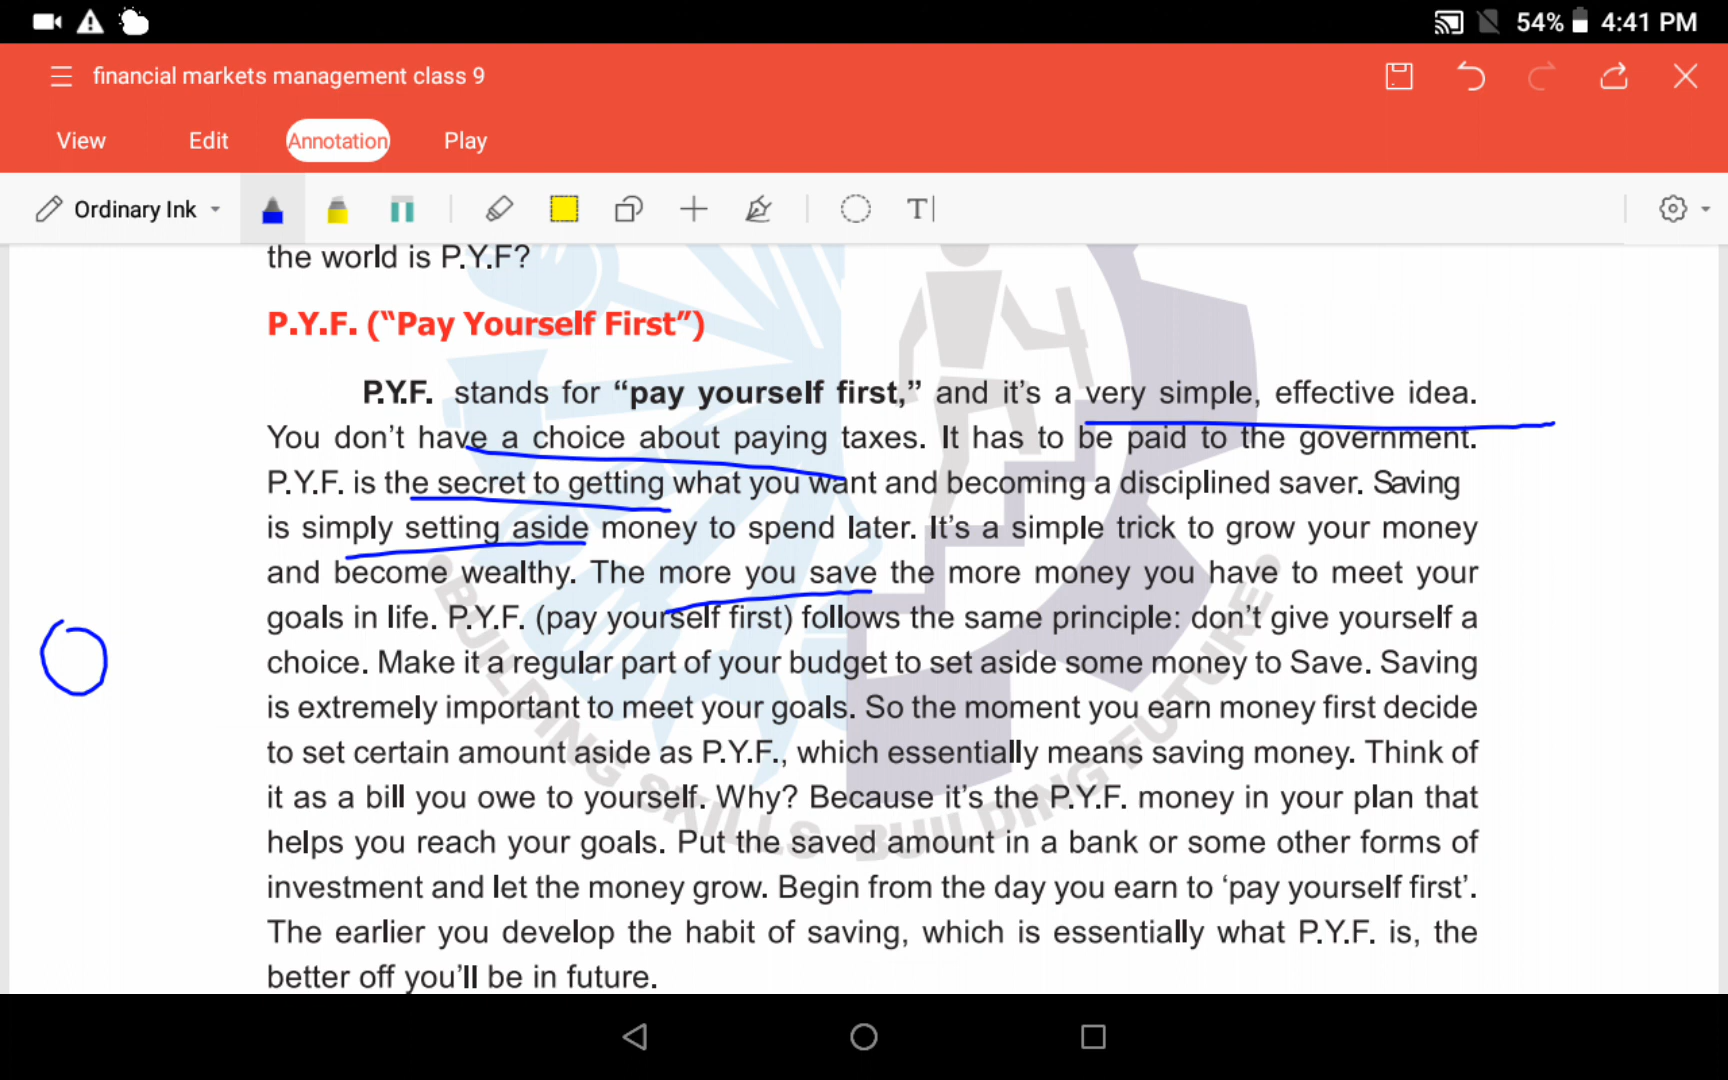 54% 4:41 PM
financial markets management class 9
View Edit Annotation Play
Ordinary Ink T|
the world is P.Y.F?
P.Y.F. (“Pay Yourself First”)
P.Y.F. stands for “pay yourself first,” and it’s a very simple, effective idea.
You don’t have a choice about paying taxes. It has to be paid to the government.
P.Y.F. is the secret to getting what you want and becoming a disciplined saver. Saving
is simply setting aside money to spend later. It’s a simple trick to grow your money
and become wealthy. The more you save the more money you have to meet your
goals in life. P.Y.F. (pay yourself first) follows the same principle: don’t give yourself a
choice. Make it a regular part of your budget to set aside some money to Save. Saving
is extremely important to meet your goals. So the moment you earn money first decide
to set certain amount aside as P.Y.F., which essentially means saving money. Think of
it as a bill you owe to yourself. Why? Because it’s the P.Y.F. money in your plan that
helps you reach your goals. Put the saved amount in a bank or some other forms of
investment and let the money grow. Begin from the day you earn to ‘pay yourself first’.
The earlier you develop the habit of saving, which is essentially what P.Y.F. is, the
better off you’ll be in future.
•BUILDING SKILLS BUILDING FUTURE•